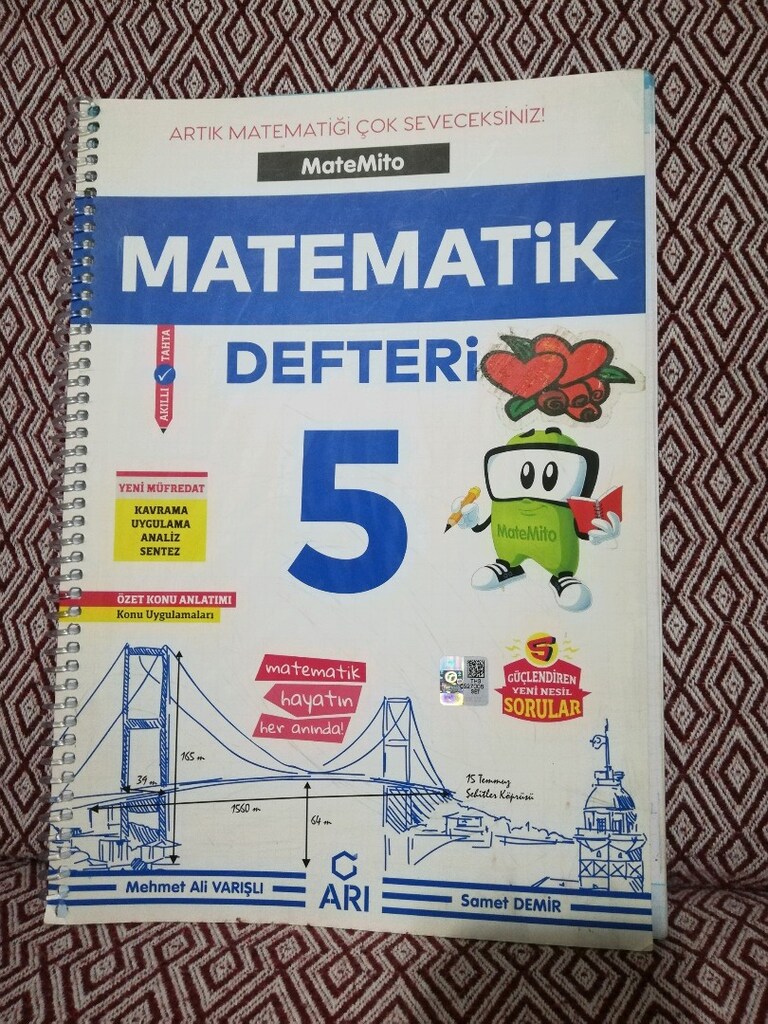 ARTIK MATEMATİĞİ ÇOK SEVECEKSİNİZ!
MateMito
MATEMATiK
DEFTERi
AKILLI TAHTA
5
YENİ MÜFREDAT
KAVRAMA
UYGULAMA
ANALİZ
SENTEZ
MateMito
ÖZET KONU ANLATIMI
Konu Uygulamaları
matematik
hayatın
her anında!
5
GÜÇLENDİREN
YENİ NESİL
SORULAR
165 m
39 m
1560 m
64 m
15 Temmuz
Şehitler Köprüsü
Mehmet Ali VARIŞLI
ARI
Samet DEMİR